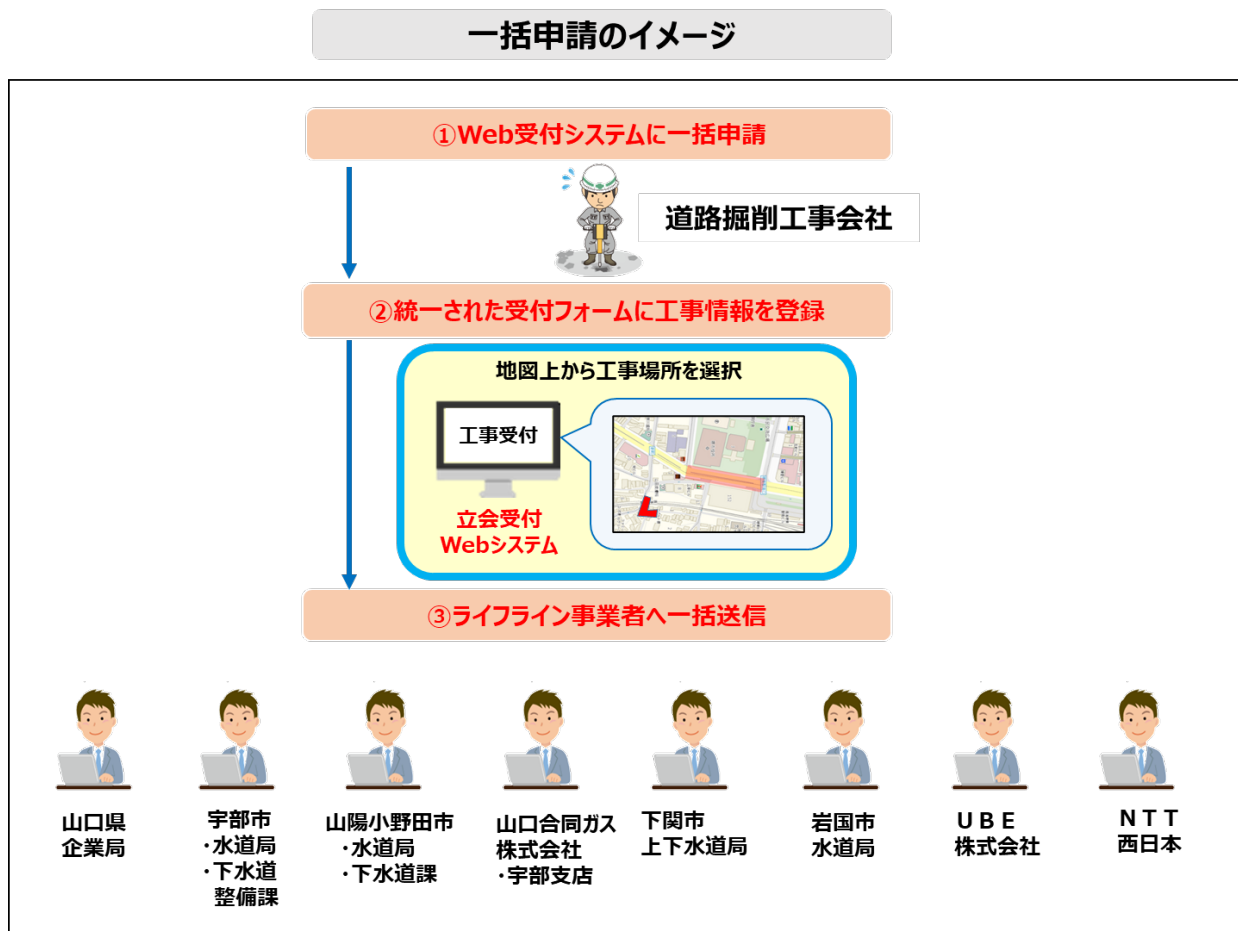 一括申請のイメージ
①Web受付システムに一括申請
道路掘削工事会社
②統一された受付フォームに工事情報を登録
地図上から工事場所を選択
工事受付
立会受付
Webシステム
③ライフライン事業者へ一括送信
山口県
企業局
宇部市
・水道局
・下水道
整備課
山陽小野田市
・水道局
・下水道課
山口合同ガス
株式会社
・宇部支店
下関市
上下水道局
岩国市
水道局
ＵＢＥ
株式会社
ＮＴＴ
西日本